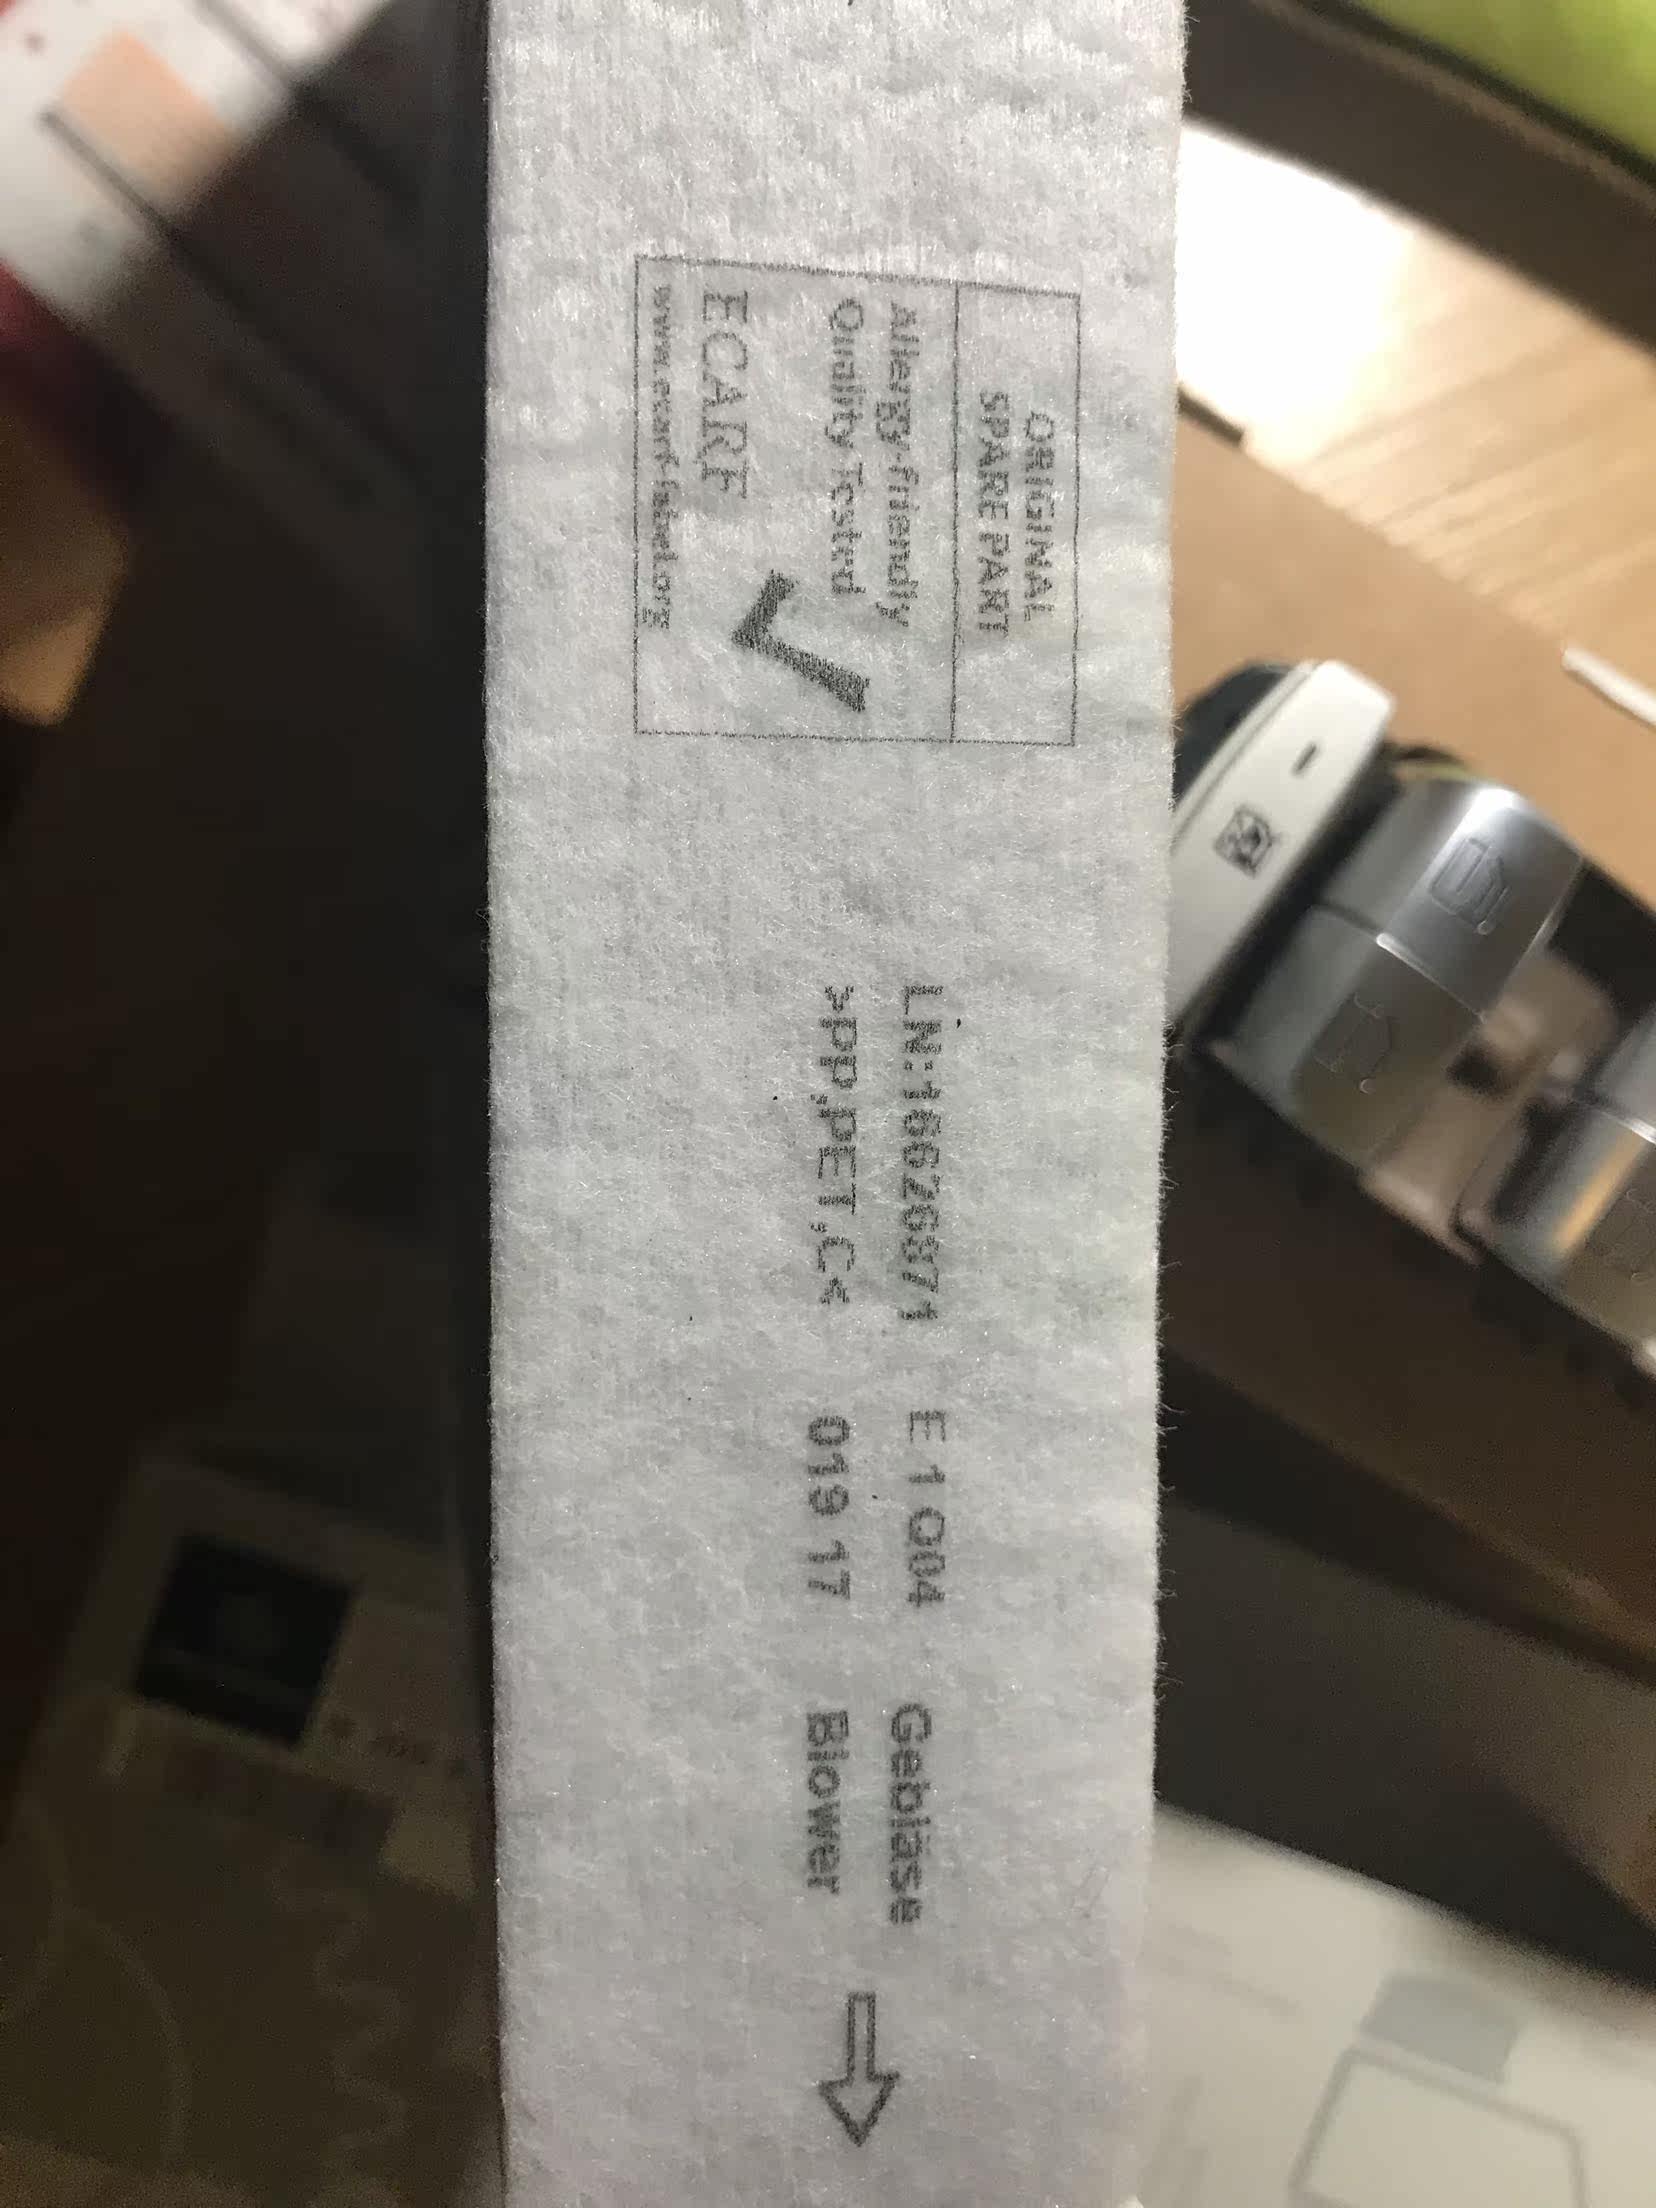 ORIGINAL
SPARE PART
Allergy-friendly
Quality Tested
ECARF
www.ecarf-label.org
LN:16626871
>PP,PET,C<
E 1 Q04
019 17
Gebläse
Blower